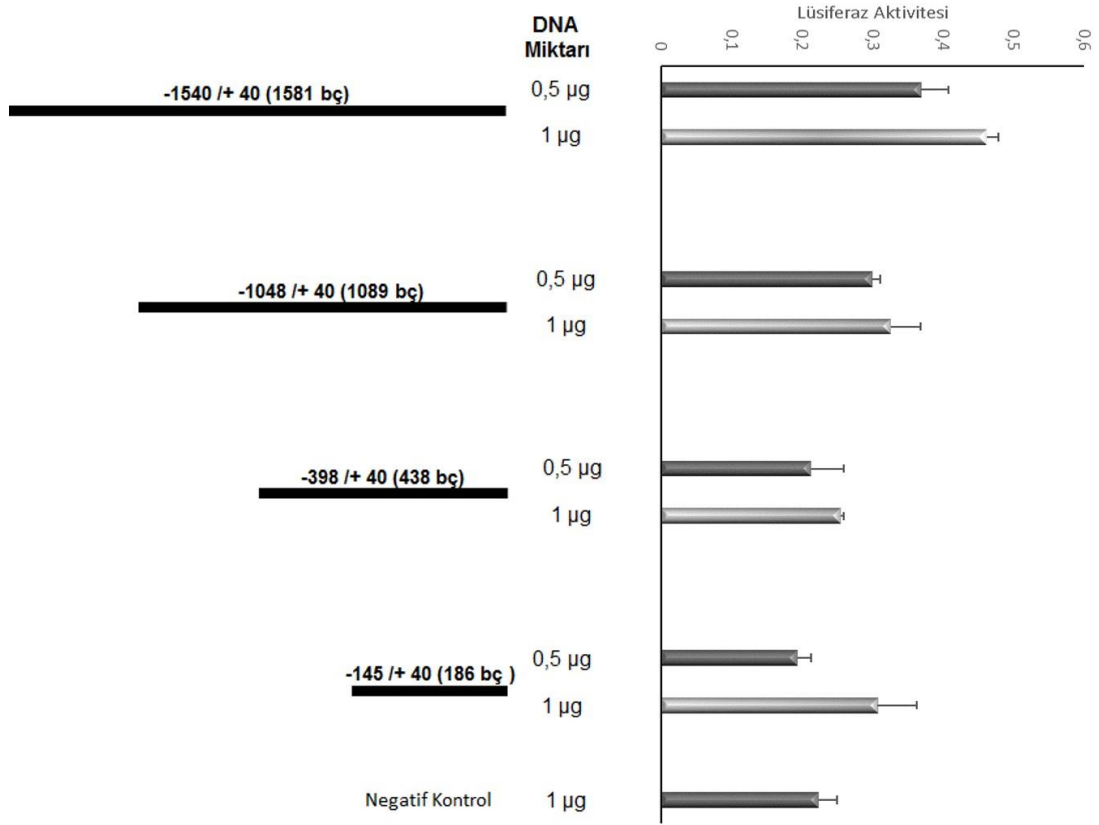 Lüsiferaz Aktivitesi
0
0,1
0,2
0,3
0,4
0,5
0,6
DNA
Miktarı
-1540 /+ 40 (1581 bç)
0,5 µg
1 µg
-1048 /+ 40 (1089 bç)
0,5 µg
1 µg
-398 /+ 40 (438 bç)
0,5 µg
1 µg
-145 /+ 40 (186 bç )
0,5 µg
1 µg
Negatif Kontrol
1 µg